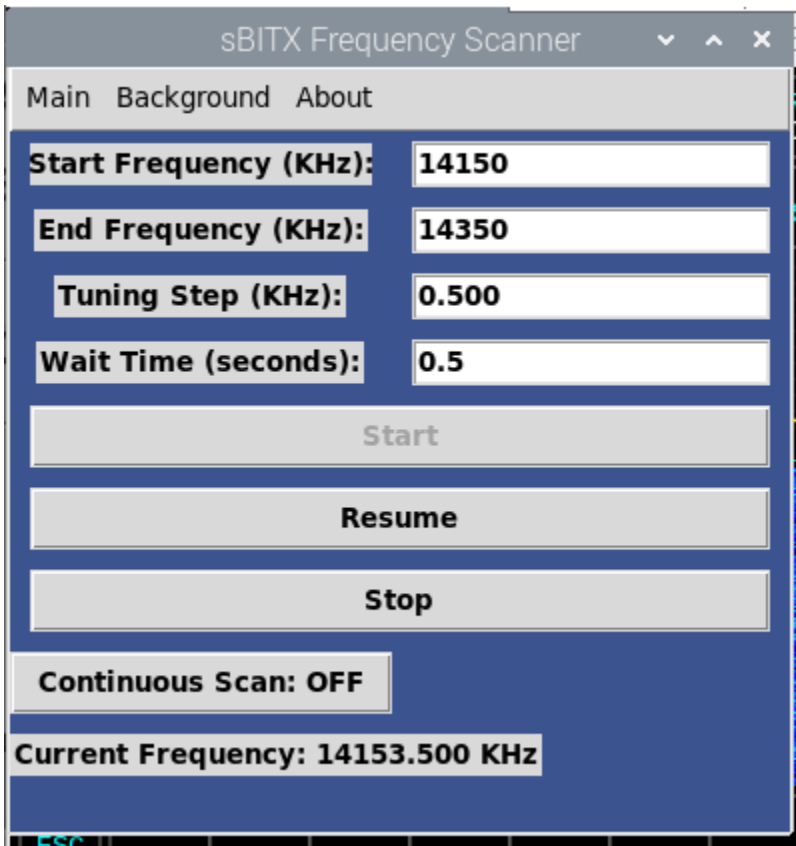 sBITX Frequency Scanner
Main Background About
Start Frequency (KHz): 14150
End Frequency (KHz): 14350
Tuning Step (KHz): 0.500
Wait Time (seconds): 0.5
Start
Resume
Stop
Continuous Scan: OFF
Current Frequency: 14153.500 KHz
ESC